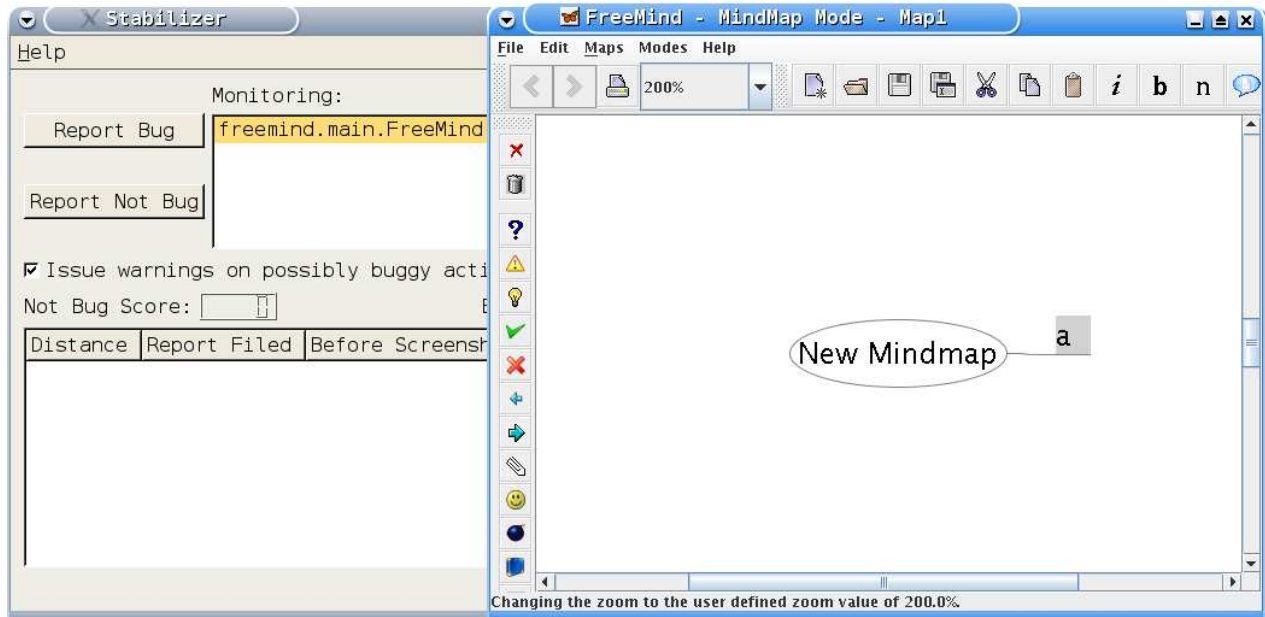 Stabilizer
Help
Monitoring:
Report Bug
freemind.main.FreeMind
Report Not Bug
Issue warnings on possibly buggy acti
Not Bug Score:
Distance Report Filed Before Screensh
FreeMind - MindMap Mode - Map1
File Edit Maps Modes Help
200%
i b n
New Mindmap
a
Changing the zoom to the user defined zoom value of 200.0%.